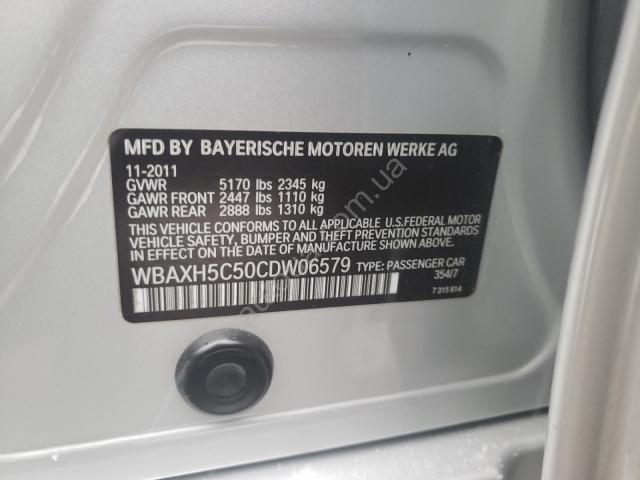 MFD BY BAYERISCHE MOTOREN WERKE AG
11-2011
GVWR 5170 lbs 2345 kg
GAWR FRONT 2447 lbs 1110 kg
GAWR REAR 2888 lbs 1310 kg
THIS VEHICLE CONFORMS TO ALL APPLICABLE U.S.FEDERAL MOTOR
VEHICLE SAFETY, BUMPER AND THEFT PREVENTION STANDARDS
IN EFFECT ON THE DATE OF MANUFACTURE SHOWN ABOVE.
WBAXH5C50CDW06579 TYPE: PASSENGER CAR
354/7
7 315 814